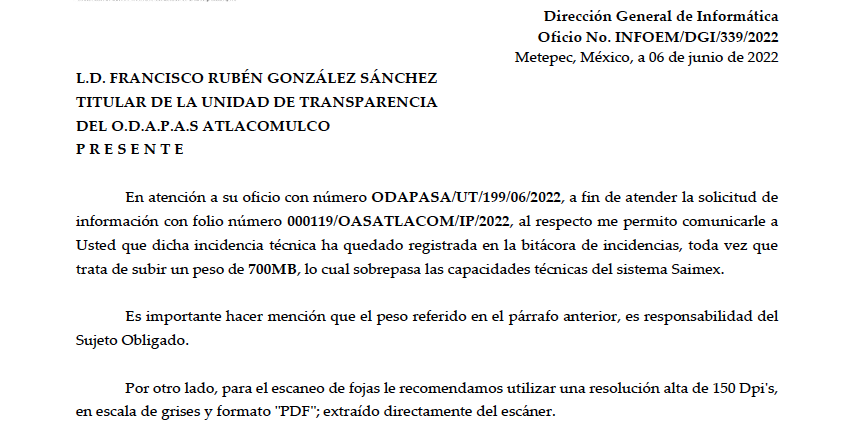 Dirección General de Informática
Oficio No. INFOEM/DGI/339/2022
Metepec, México, a 06 de junio de 2022
L.D. FRANCISCO RUBÉN GONZÁLEZ SÁNCHEZ
TITULAR DE LA UNIDAD DE TRANSPARENCIA
DEL O.D.A.P.A.S ATLACOMULCO
P R E S E N T E
En atención a su oficio con número ODAPASA/UT/199/06/2022, a fin de atender la solicitud de
información con folio número 000119/OASATLACOM/IP/2022, al respecto me permito comunicarle a
Usted que dicha incidencia técnica ha quedado registrada en la bitácora de incidencias, toda vez que
trata de subir un peso de 700MB, lo cual sobrepasa las capacidades técnicas del sistema Saimex.
Es importante hacer mención que el peso referido en el párrafo anterior, es responsabilidad del
Sujeto Obligado.
Por otro lado, para el escaneo de fojas le recomendamos utilizar una resolución alta de 150 Dpi's,
en escala de grises y formato "PDF"; extraído directamente del escáner.